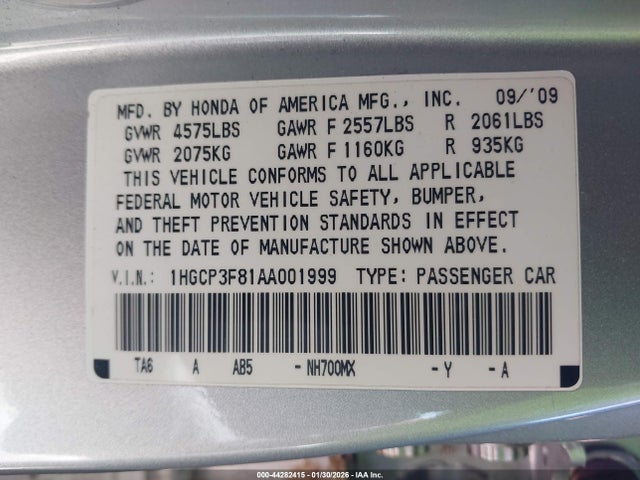 MFD. BY HONDA OF AMERICA MFG., INC. 09/'09
GVWR 4575LBS GAWR F 2557LBS R 2061LBS
GVWR 2075KG GAWR F 1160KG R 935KG
THIS VEHICLE CONFORMS TO ALL APPLICABLE
FEDERAL MOTOR VEHICLE SAFETY, BUMPER,
AND THEFT PREVENTION STANDARDS IN EFFECT
ON THE DATE OF MANUFACTURE SHOWN ABOVE.
V.I.N.: 1HGCP3F81AA001999 TYPE: PASSENGER CAR
TA6 A AB5 - NH700MX - Y - A
000-44282415 - 01/30/2026 - IAA Inc.